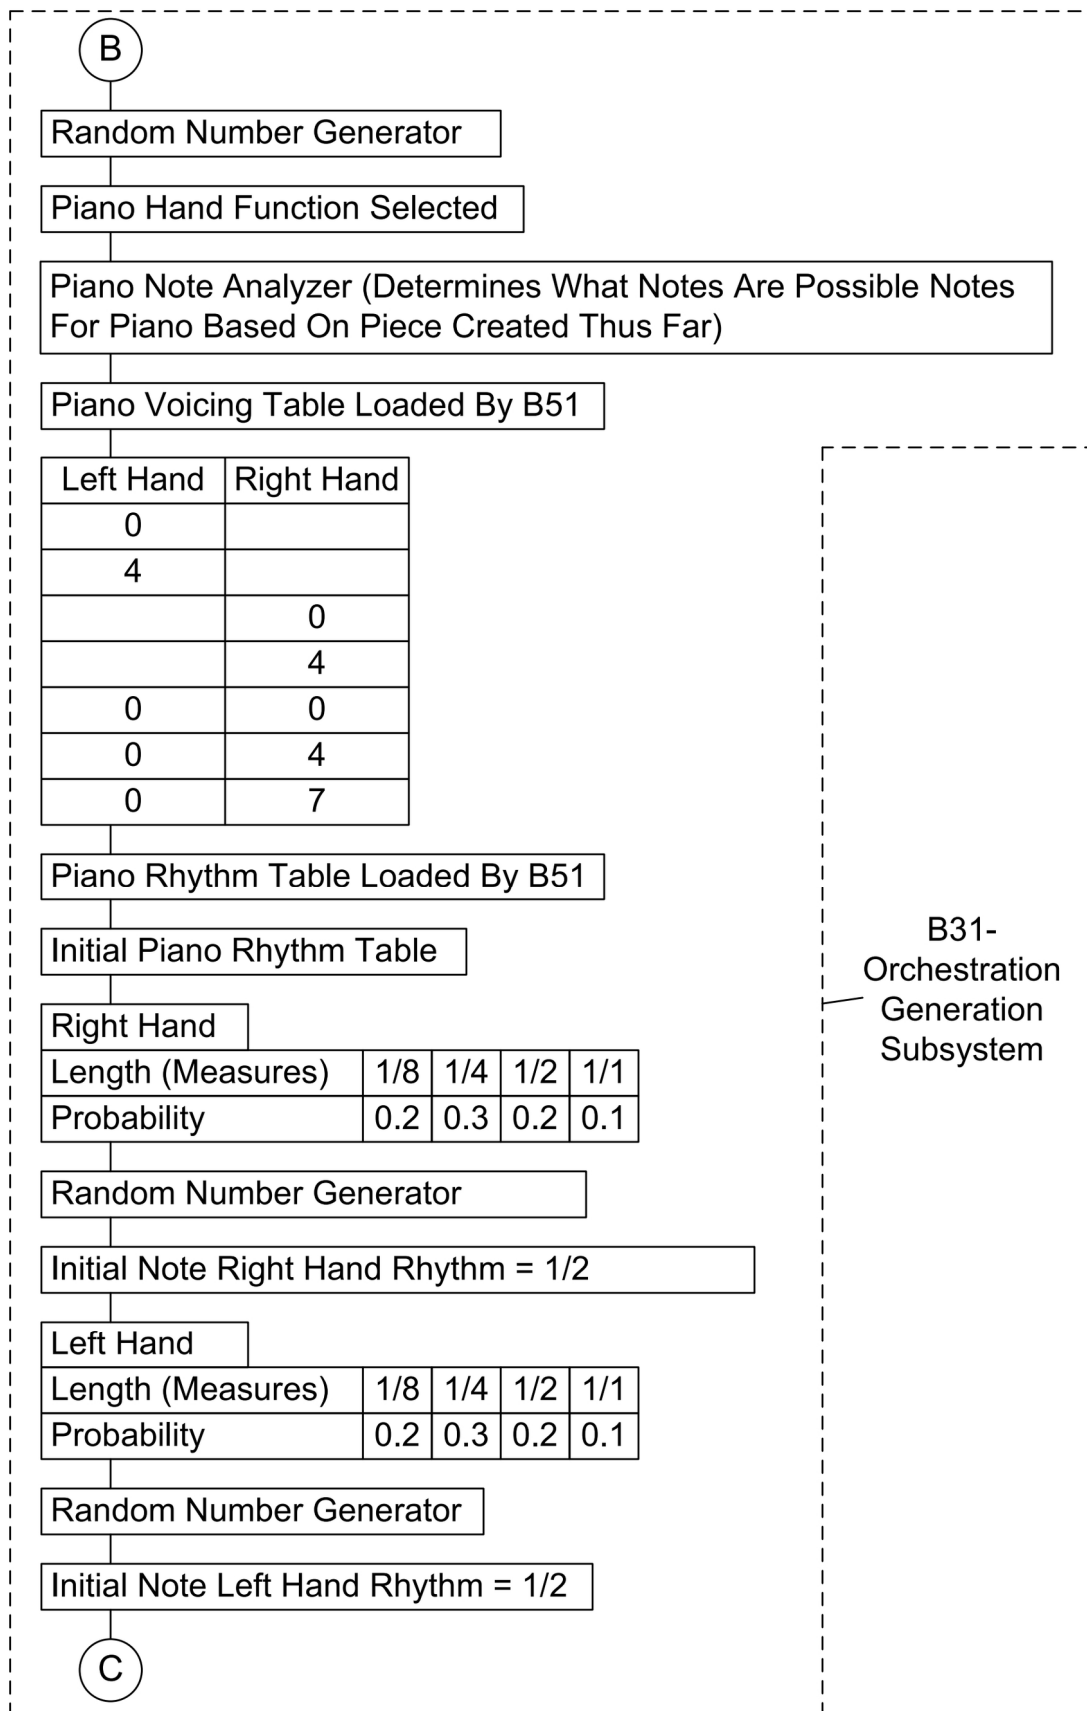 B
Random Number Generator
Piano Hand Function Selected
Piano Note Analyzer (Determines What Notes Are Possible Notes
For Piano Based On Piece Created Thus Far)
Piano Voicing Table Loaded By B51
Left Hand Right Hand
0
4
0
4
0 0
0 4
0 7
Piano Rhythm Table Loaded By B51
Initial Piano Rhythm Table
Right Hand
Length (Measures) 1/8 1/4 1/2 1/1
Probability 0.2 0.3 0.2 0.1
Random Number Generator
Initial Note Right Hand Rhythm = 1/2
Left Hand
Length (Measures) 1/8 1/4 1/2 1/1
Probability 0.2 0.3 0.2 0.1
Random Number Generator
Initial Note Left Hand Rhythm = 1/2
C
B31-
Orchestration
Generation
Subsystem